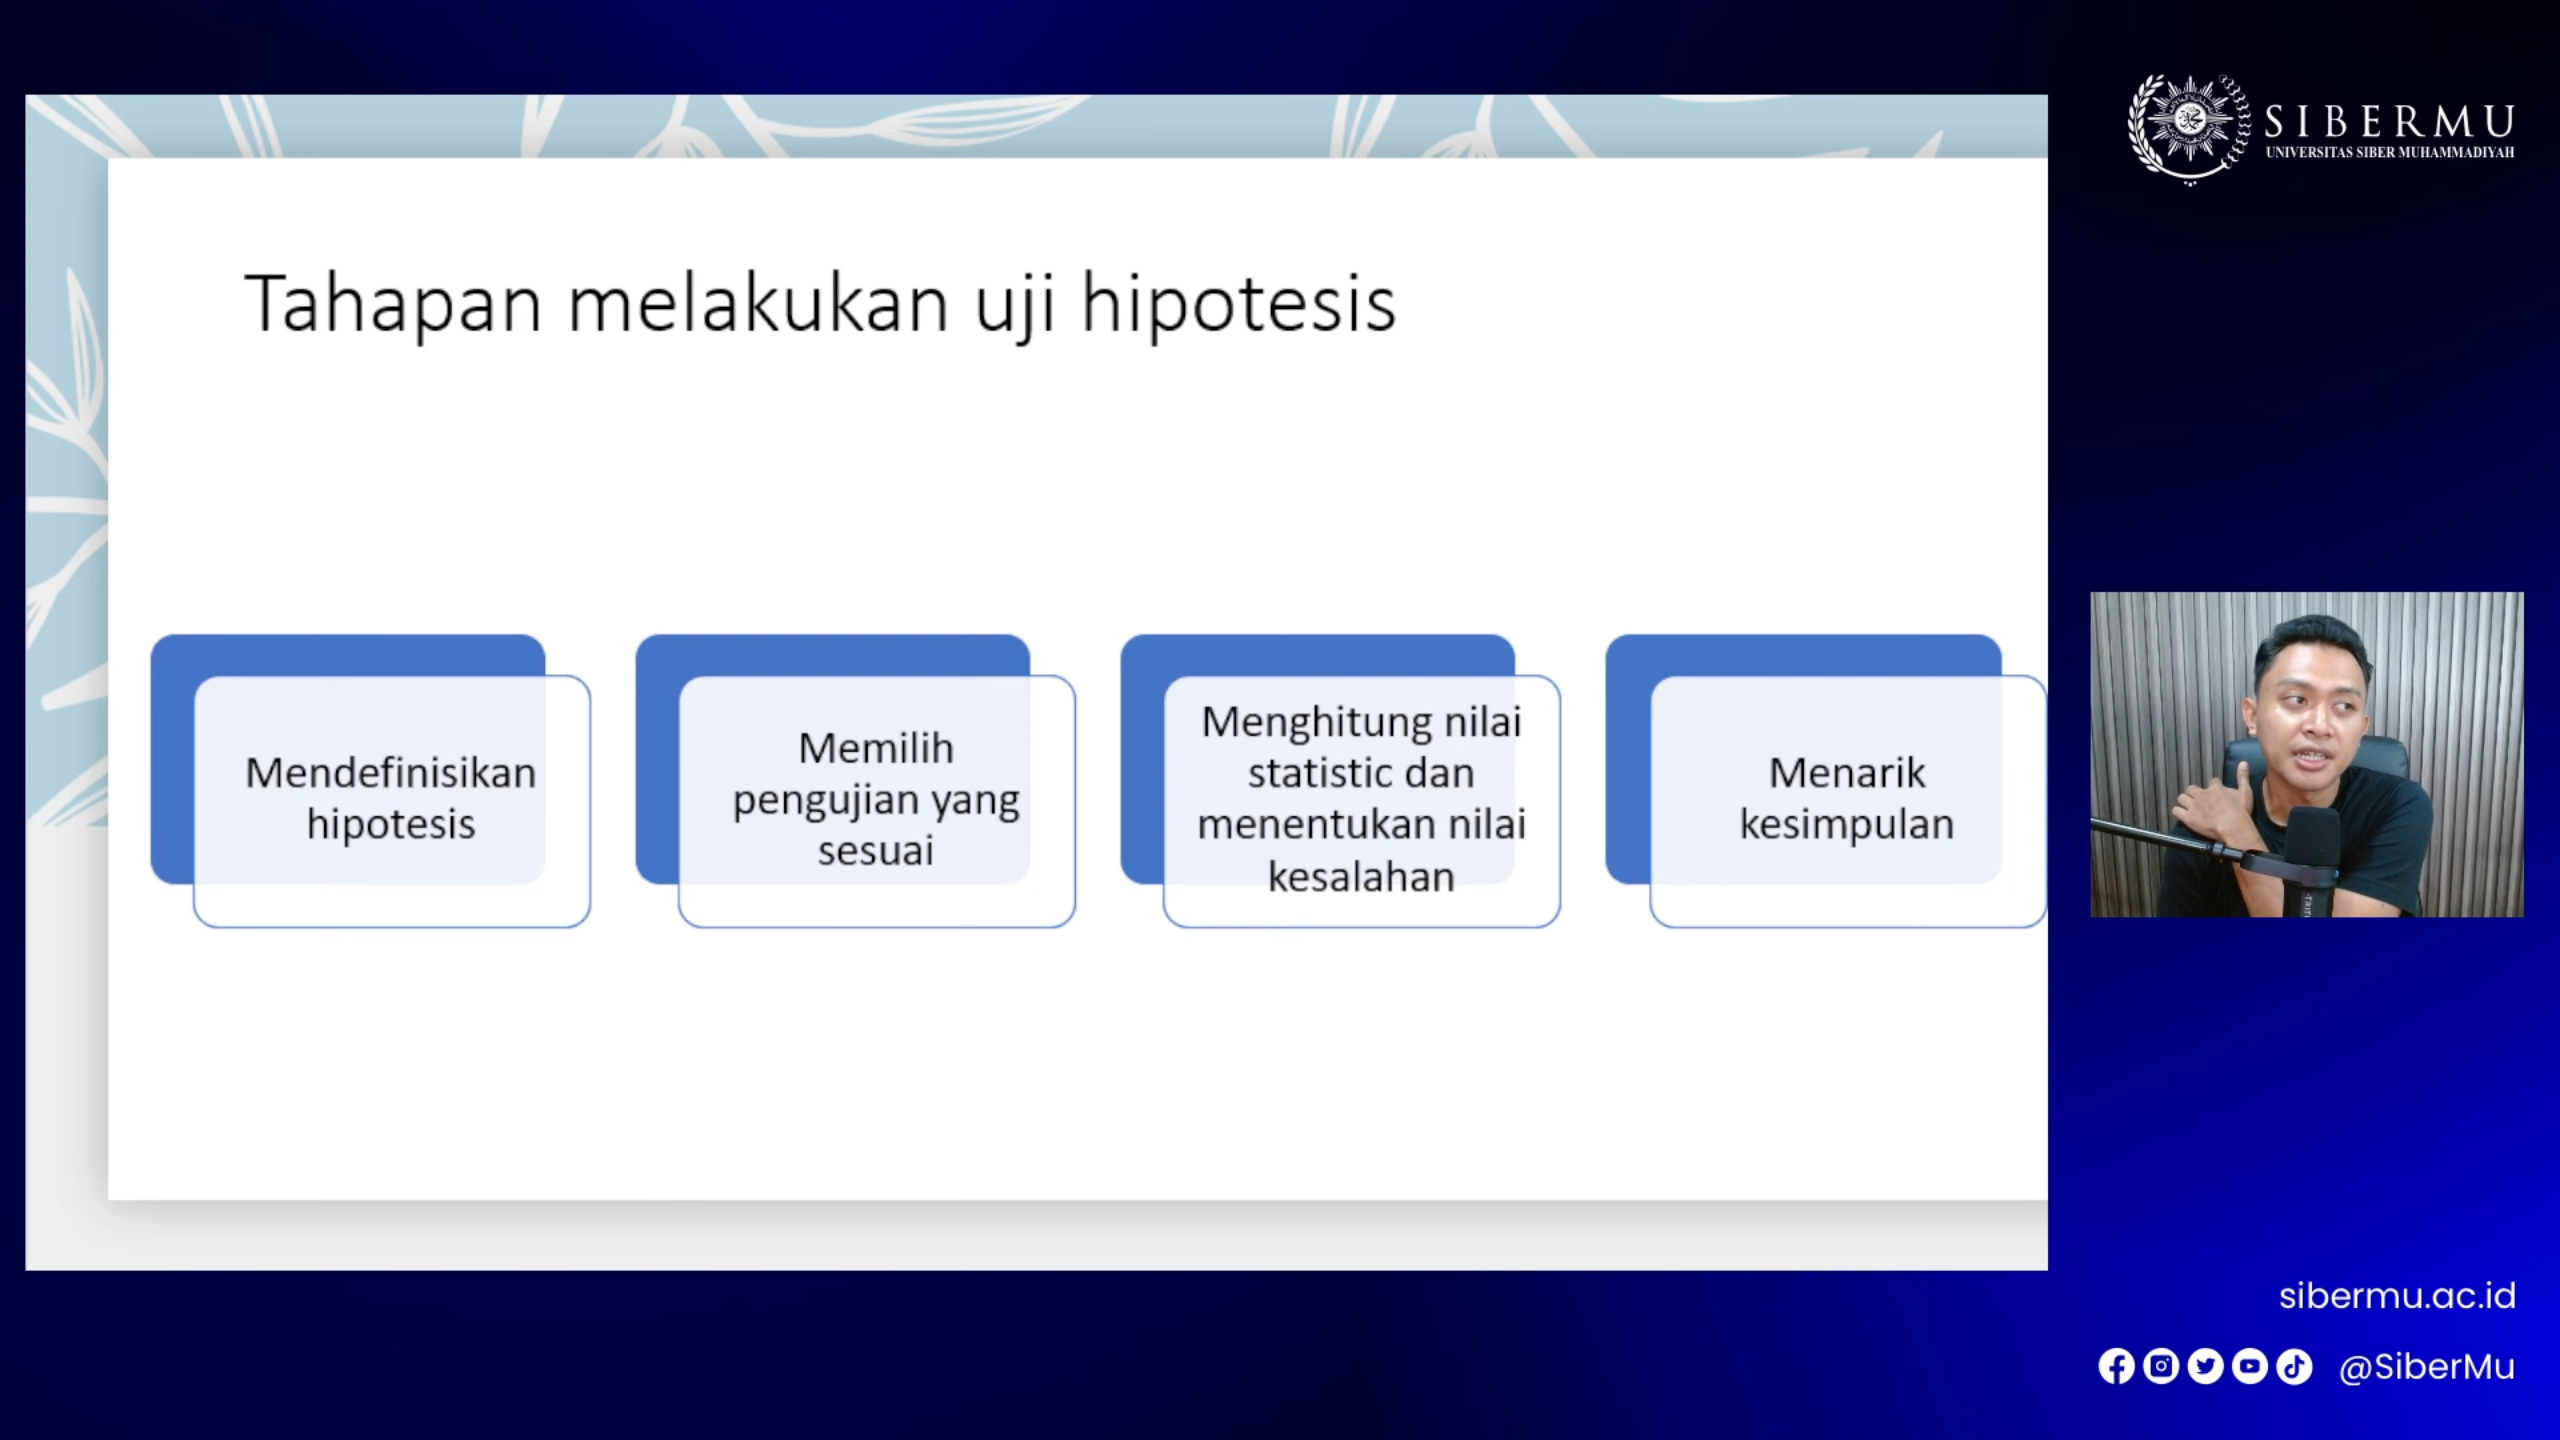 SIBERMU
UNIVERSITAS SIBER MUHAMMADIYAH
Tahapan melakukan uji hipotesis
Mendefinisikan
hipotesis
Memilih
pengujian yang
sesuai
Menghitung nilai
statistic dan
menentukan nilai
kesalahan
Menarik
kesimpulan
sibermu.ac.id
@SiberMu